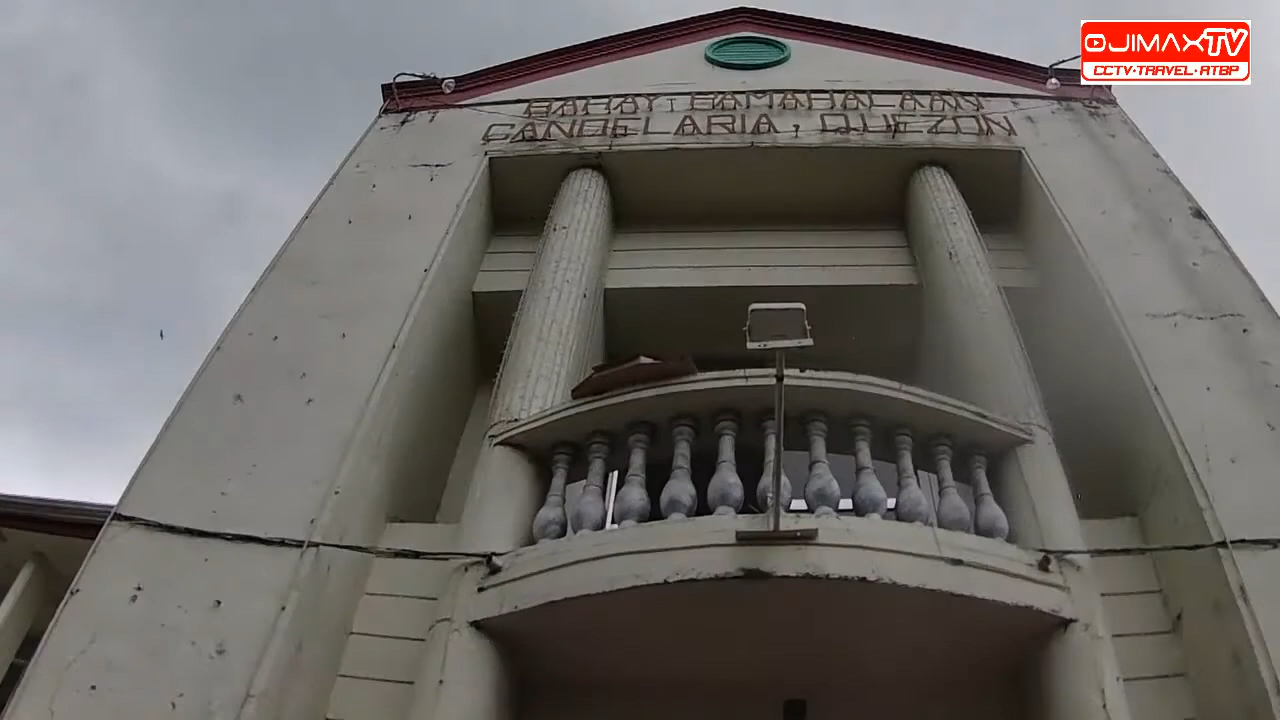 BAHAY PAMAHALAAN
CANDELARIA, QUEZON
OJIMAXTV
CCTV•TRAVEL•ATBP